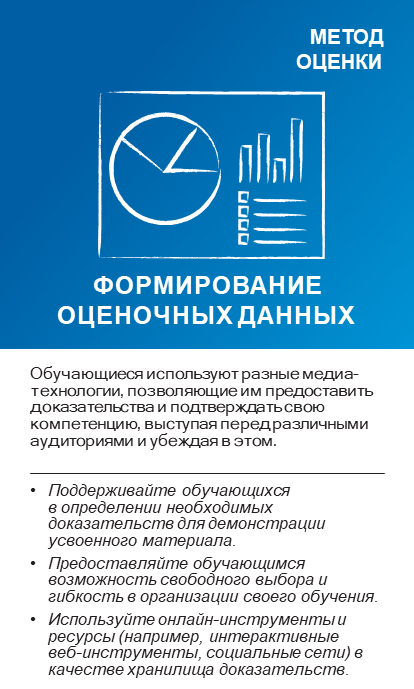 МЕТОД
ОЦЕНКИ
ФОРМИРОВАНИЕ
ОЦЕНОЧНЫХ ДАННЫХ
Обучающиеся используют разные медиа-
технологии, позволяющие им предоставить
доказательства и подтверждать свою
компетенцию, выступая перед различными
аудиториями и убеждая в этом.
• Поддерживайте обучающихся
в определении необходимых
доказательств для демонстрации
усвоенного материала.
• Предоставляйте обучающимся
возможность свободного выбора и
гибкость в организации своего обучения.
• Используйте онлайн-инструменты и
ресурсы (например, интерактивные
веб-инструменты, социальные сети) в
качестве хранилища доказательств.